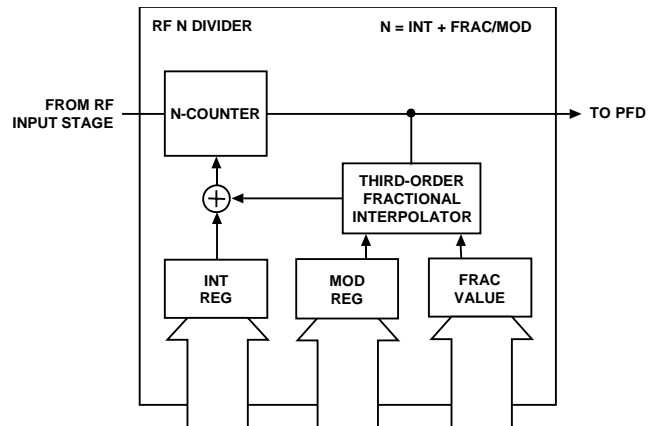 RF N DIVIDER
N = INT + FRAC/MOD
FROM RF
INPUT STAGE
N-COUNTER
TO PFD
THIRD-ORDER
FRACTIONAL
INTERPOLATOR
INT
REG
MOD
REG
FRAC
VALUE